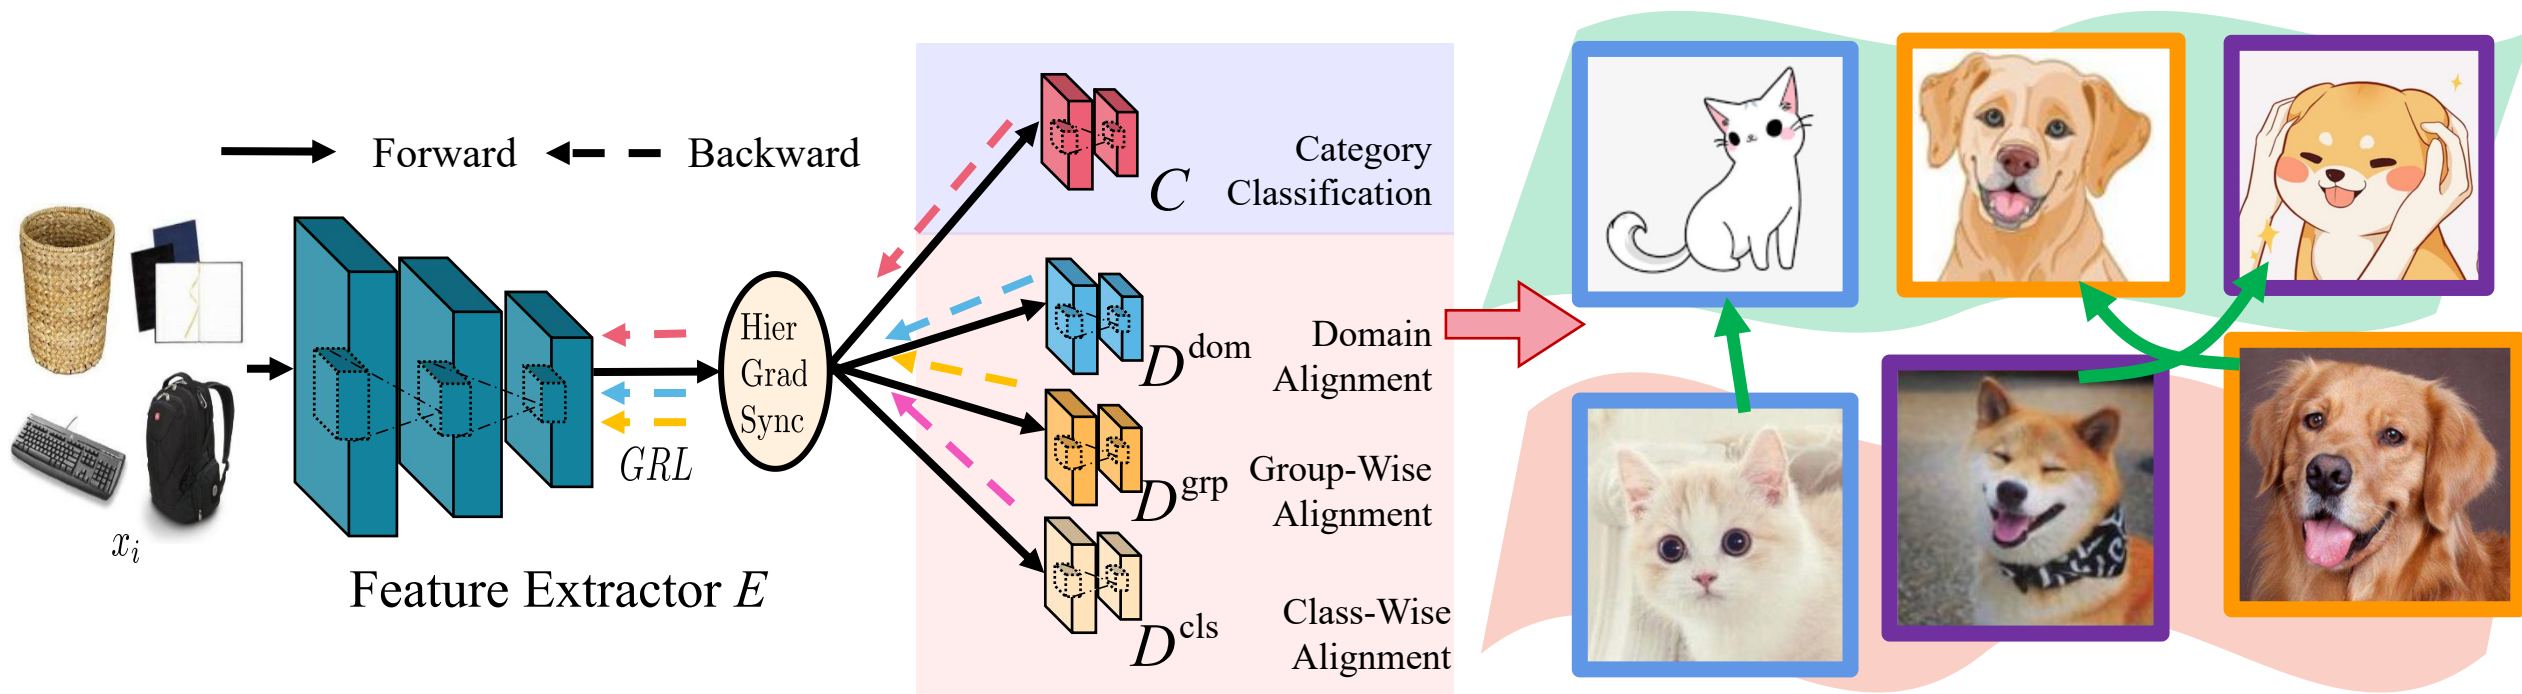 Forward
Backward
x_i
Feature Extractor E
GRL
Hier
Grad
Sync
C
Category
Classification
D^dom
Domain
Alignment
D^grp
Group-Wise
Alignment
D^cls
Class-Wise
Alignment